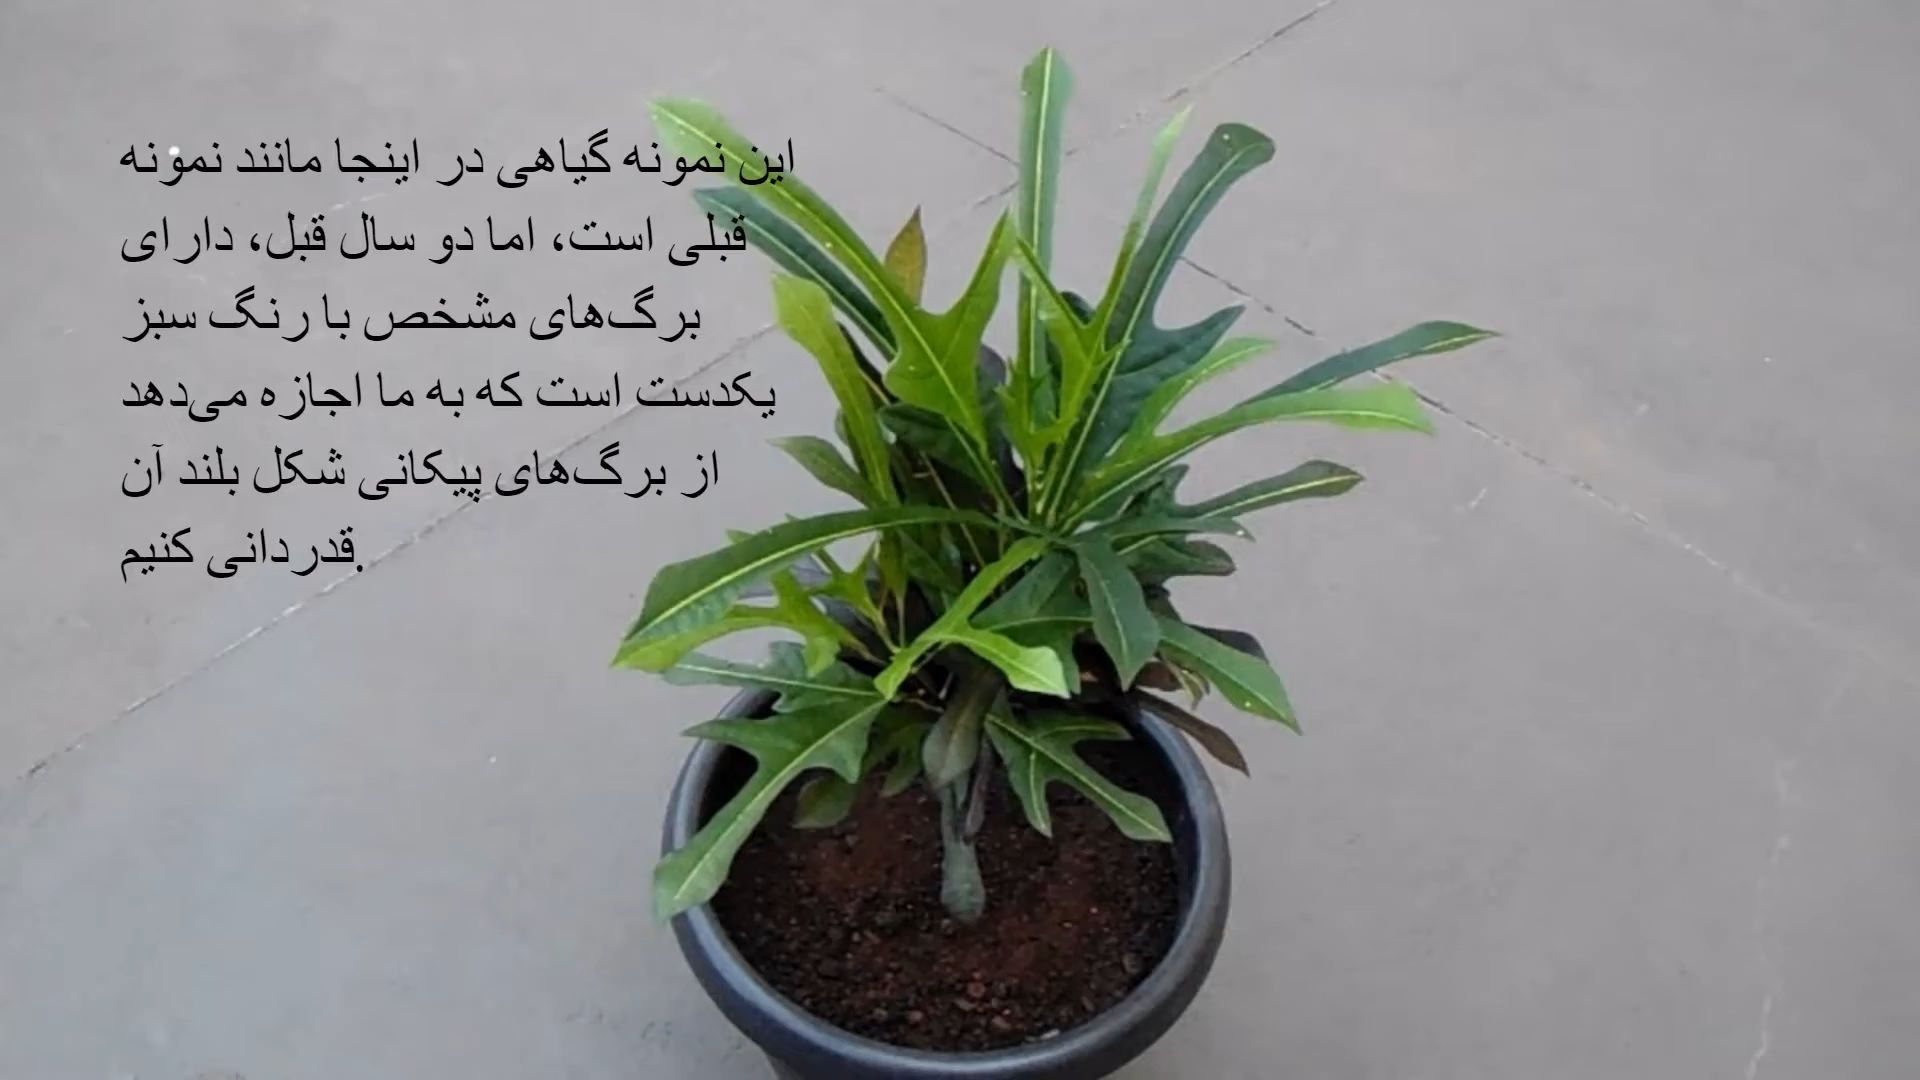 این نمونه گیاهی در اینجا مانند نمونه
قبلی است، اما دو سال قبل، دارای
برگ‌های مشخص با رنگ سبز
یکدست است که به ما اجازه می‌دهد
از برگ‌های پیکانی شکل بلند آن
قدردانی کنیم.